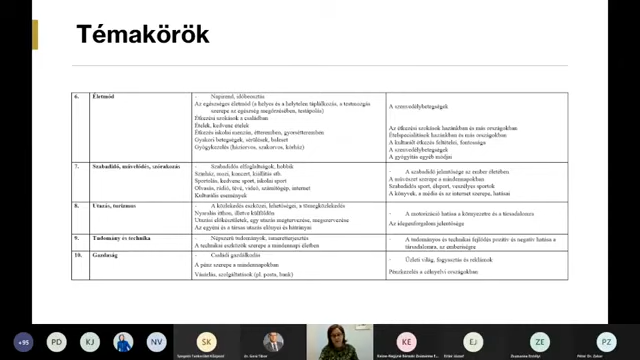 Témakörök
6. Életmód
- Napirend, időbeosztás
Az egészséges életmód (a helyes és a helytelen táplálkozás, a testmozgás
szerepe az egészség megőrzésében, testápolás)
Étkezési szokások a családban
Ételek, kedvenc ételek
Étkezés iskolai menzán, éttermekben, gyorséttermekben
Gyakori betegségek, sérülések, baleset
Gyógykezelés (háziorvos, szakorvos, kórház)
A szenvedélybetegségek
Az étkezési szokások hazánkban és más országokban
Ételspecialitások hazánkban és más országokban
A kulturált étkezés feltételei, fontossága
A szenvedélybetegségek
A gyógyítás egyéb módjai
7. Szabadidő, művelődés, szórakozás
- Szabadidős elfoglaltságok, hobbik
Színház, mozi, koncert, kiállítás stb.
Sportolás, kedvenc sport, iskolai sport
Olvasás, rádió, tévé, videó, számítógép, internet
Kulturális események
- A szabadidő jelentősége az ember életében
A művészet szerepe a mindennapokban
Szabadidős sport, élsport, veszélyes sportok
A könyvek, a média és az internet szerepe, hatásai
8. Utazás, turizmus
- A közlekedés eszközei, lehetőségei, a tömegközlekedés
Nyaralás itthon, illetve külföldön
Utazási előkészületek, egy utazás megtervezése, megszervezése
Az egyéni és a társas utazás előnyei és hátrányai
- A motorizáció hatása a környezetre és a társadalomra
Az idegenforgalom jelentősége
9. Tudomány és technika
- Népszerű tudományok, ismeretterjesztés
A technikai eszközök szerepe a mindennapi életben
- A tudományos és technikai fejlődés pozitív és negatív hatása a
társadalomra, az emberiségre
10. Gazdaság
- Családi gazdálkodás
A pénz szerepe a mindennapokban
Vásárlás, szolgáltatások (pl. posta, bank)
- Üzleti világ, fogyasztás és reklámok
Pénzkezelés a célnyelvi országokban
+95
PD
KJ
NV
SK
KE
EJ
ZE
PZ